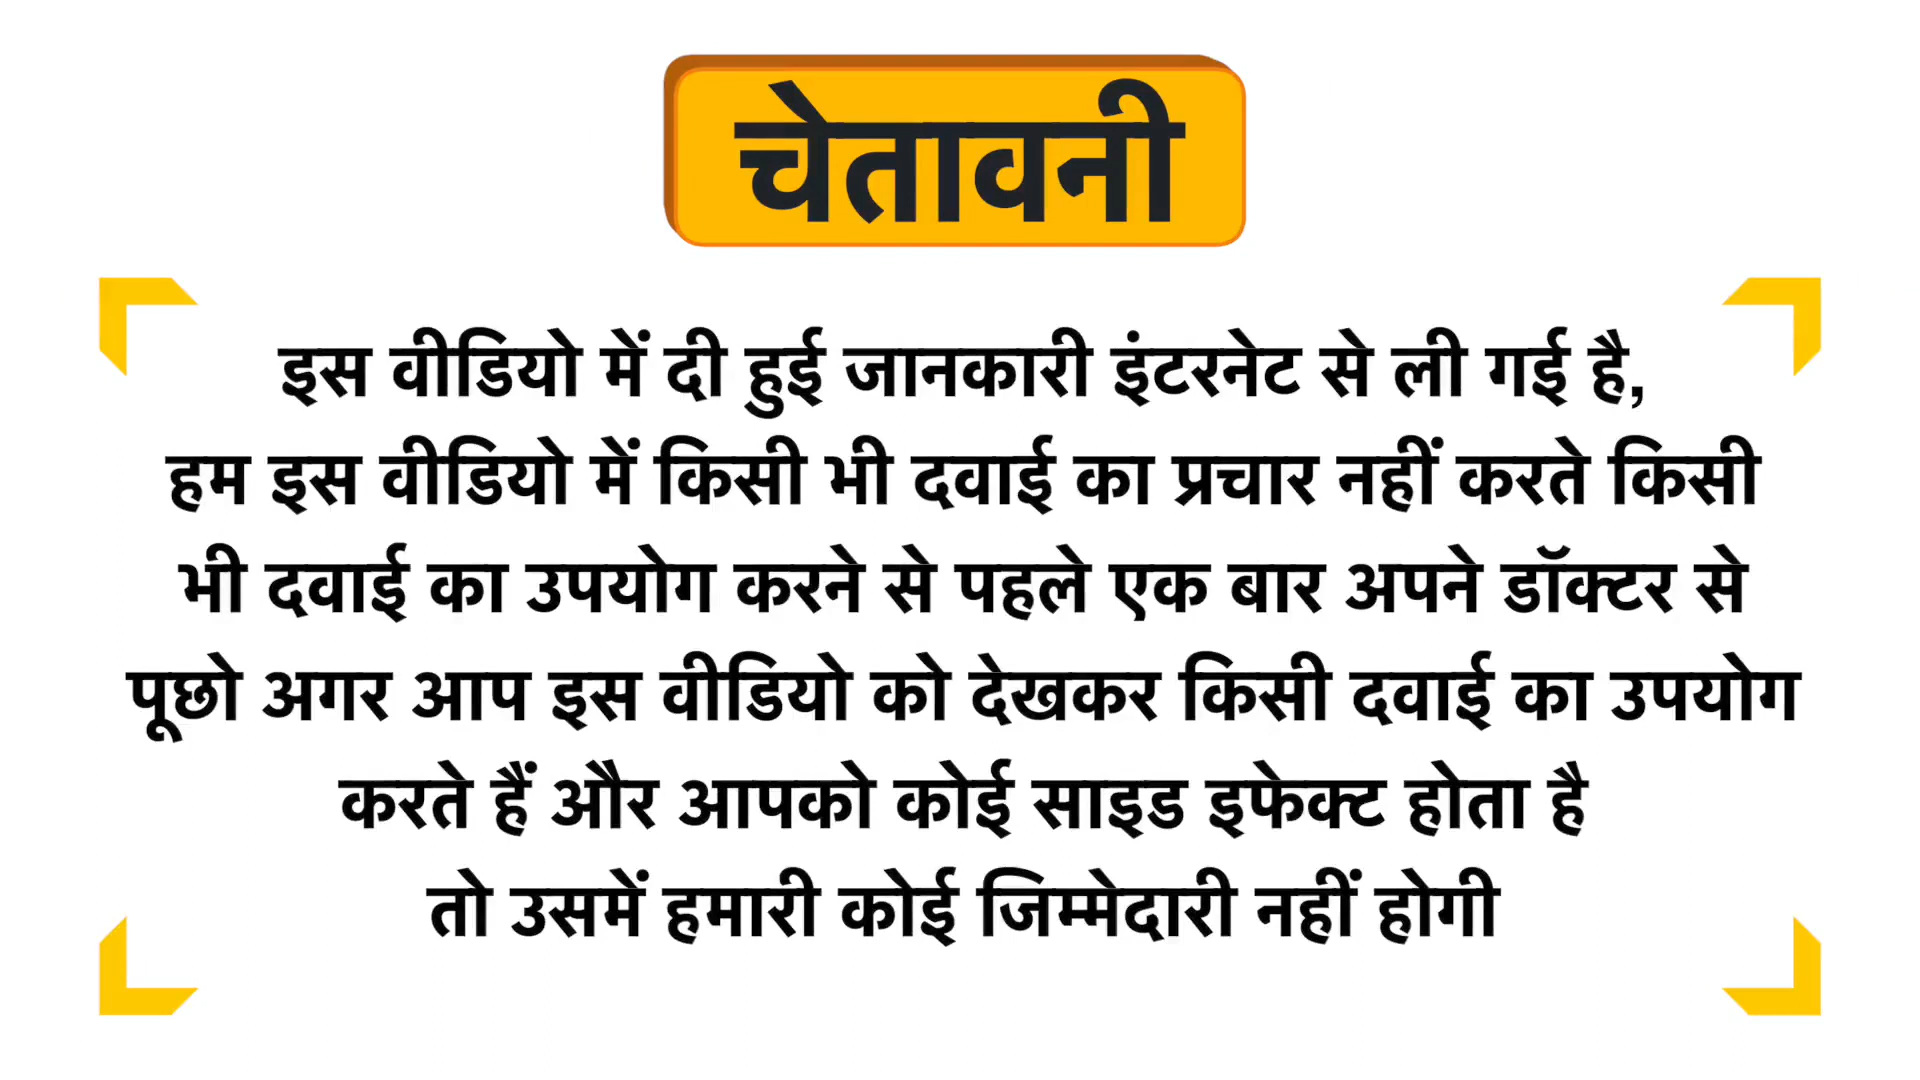 चेतावनी
इस वीडियो में दी हुई जानकारी इंटरनेट से ली गई है,
हम इस वीडियो में किसी भी दवाई का प्रचार नहीं करते किसी
भी दवाई का उपयोग करने से पहले एक बार अपने डॉक्टर से
पूछो अगर आप इस वीडियो को देखकर किसी दवाई का उपयोग
करते हैं और आपको कोई साइड इफेक्ट होता है
तो उसमें हमारी कोई जिम्मेदारी नहीं होगी